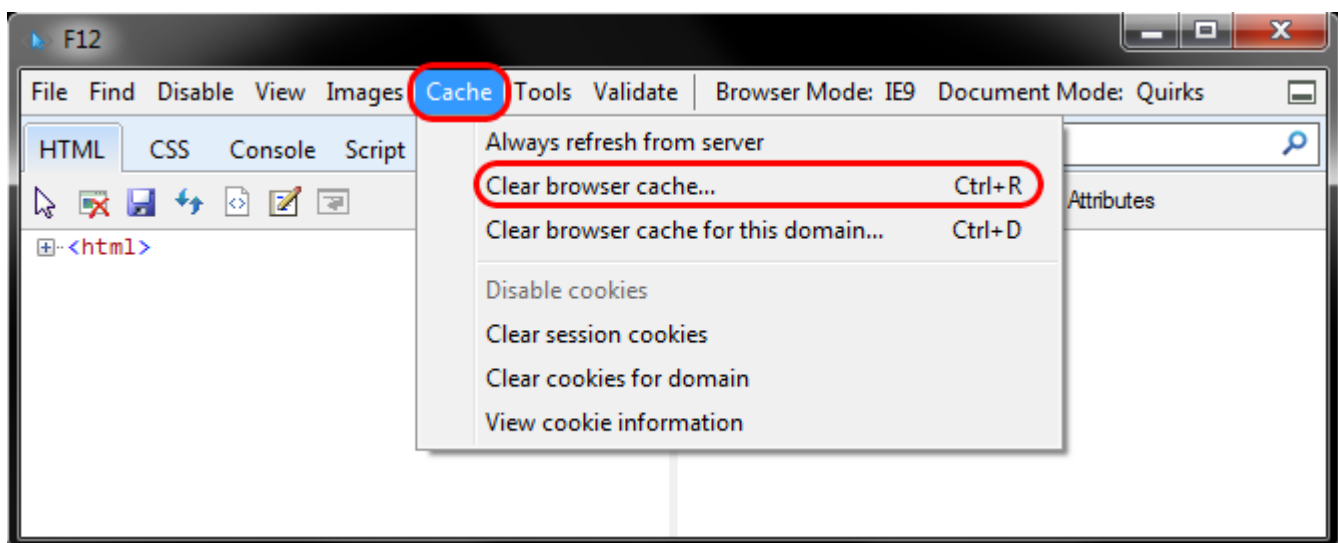 F12
File Find Disable View Images Cache Tools Validate Browser Mode: IE9 Document Mode: Quirks
HTML CSS Console Script
Always refresh from server
Clear browser cache... Ctrl+R
Attributes
Clear browser cache for this domain... Ctrl+D
<html>
Disable cookies
Clear session cookies
Clear cookies for domain
View cookie information